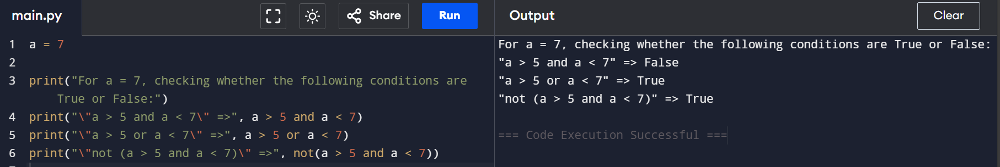 main.py
Share
Run
Output
Clear
1 a = 7
2
3 print("For a = 7, checking whether the following conditions are
True or False:")
4 print("\"a > 5 and a < 7\" =>", a > 5 and a < 7)
5 print("\"a > 5 or a < 7\" =>", a > 5 or a < 7)
6 print("\"not (a > 5 and a < 7)\" =>", not(a > 5 and a < 7))
For a = 7, checking whether the following conditions are True or False:
"a > 5 and a < 7" => False
"a > 5 or a < 7" => True
"not (a > 5 and a < 7)" => True
=== Code Execution Successful ===